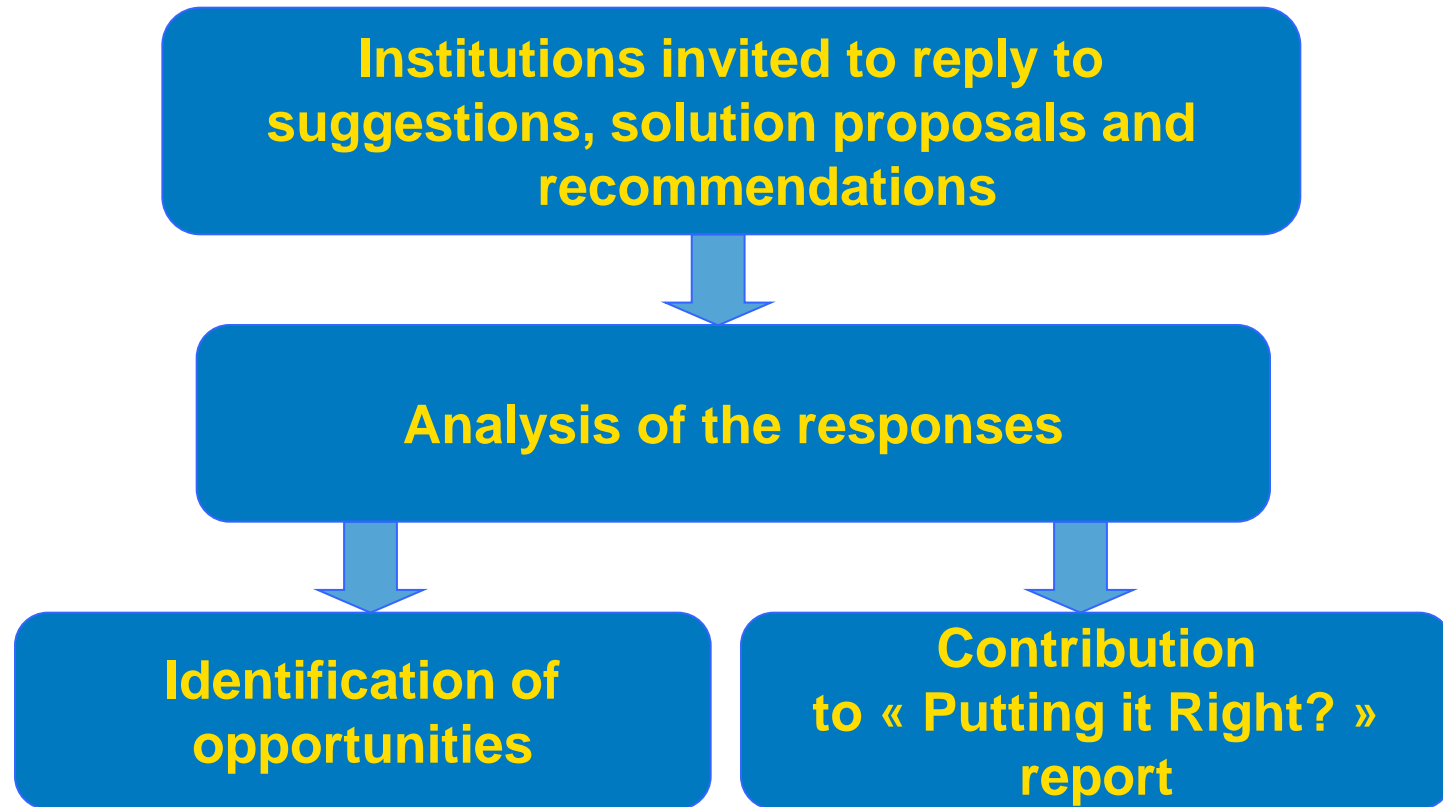 Institutions invited to reply to
suggestions, solution proposals and
recommendations
Analysis of the responses
Identification of
opportunities
Contribution
to « Putting it Right? »
report